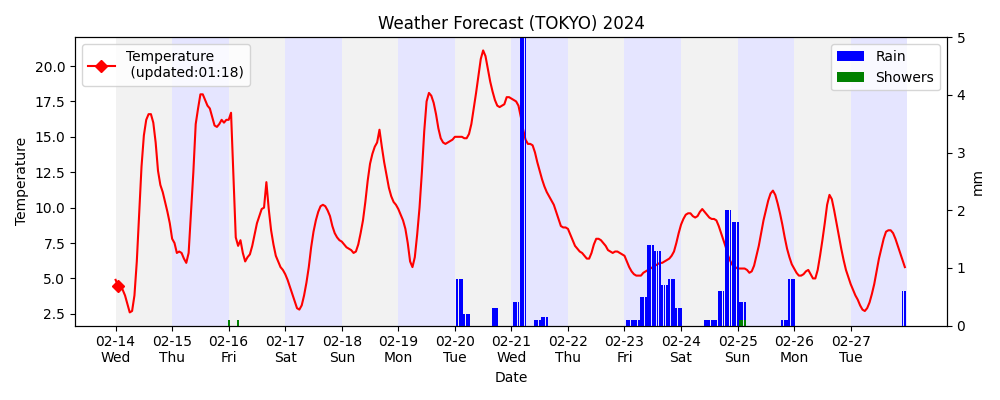 Weather Forecast (TOKYO) 2024
Temperature
(updated:01:18)
Rain
Showers
Temperature
20.0
17.5
15.0
12.5
10.0
7.5
5.0
2.5
5
4
3
2
1
0
mm
02-14 02-15 02-16 02-17 02-18 02-19 02-20 02-21 02-22 02-23 02-24 02-25 02-26 02-27
Wed Thu Fri Sat Sun Mon Tue Wed Thu Fri Sat Sun Mon Tue
Date